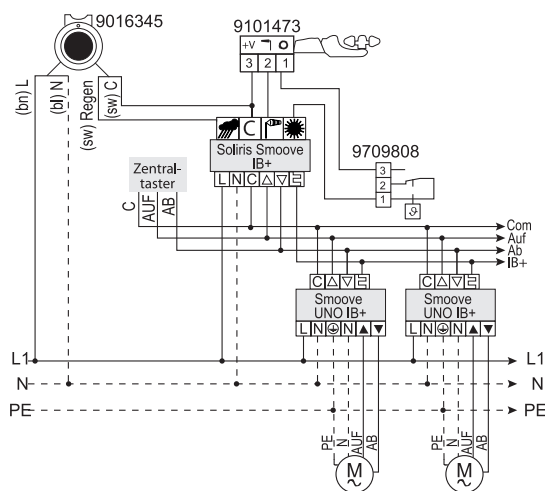 9016345
9101473
+V
3 2 1
(bn) L
(bl) N
(sw) Regen
(sw) C
C
Soliris Smoove
IB+
L N C
9709808
3
2
1
ϑ
Zentral-
taster
C
AUF
AB
Com
Auf
Ab
IB+
C
C
Smoove
UNO IB+
Smoove
UNO IB+
L N N
L N N
L1
L1
N
N
PE
PE
PE
N
AUF
AB
PE
N
AUF
AB
M
~
M
~